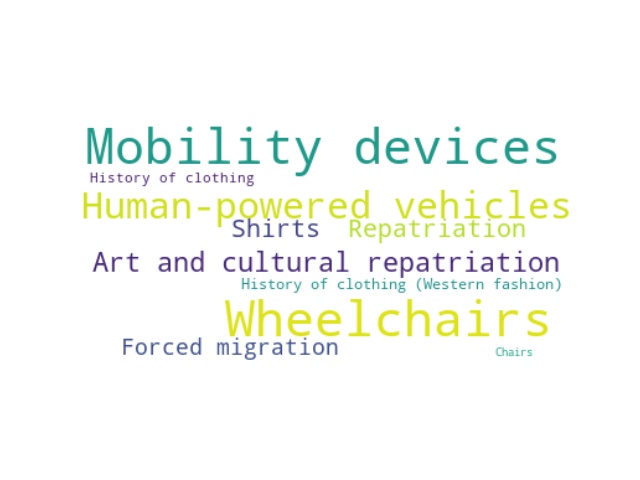 Mobility devices
History of clothing
Human-powered vehicles
Shirts Repatriation
Art and cultural repatriation
History of clothing (Western fashion)
Wheelchairs
Forced migration
Chairs